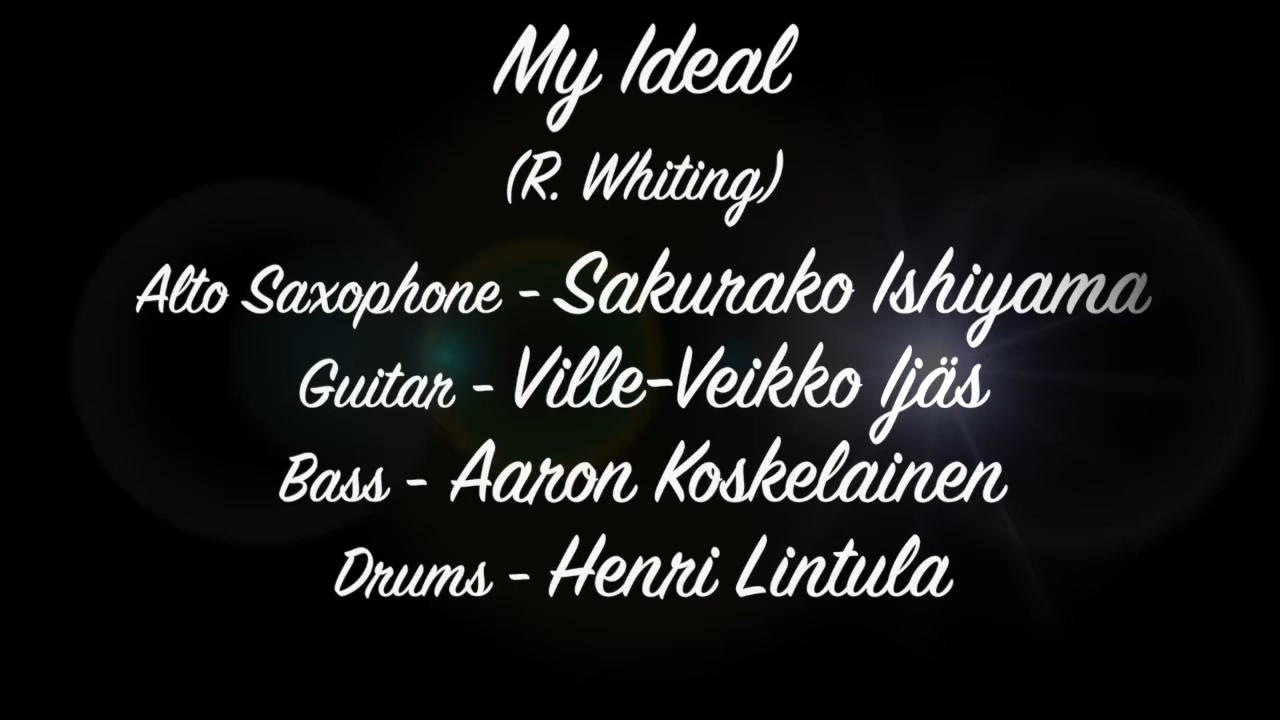 My Ideal
(R. Whiting)
Alto Saxophone - Sakurako Ishiyama
Guitar - Ville-Veikko Ijäs
Bass - Aaron Koskelainen
Drums - Henri Lintula